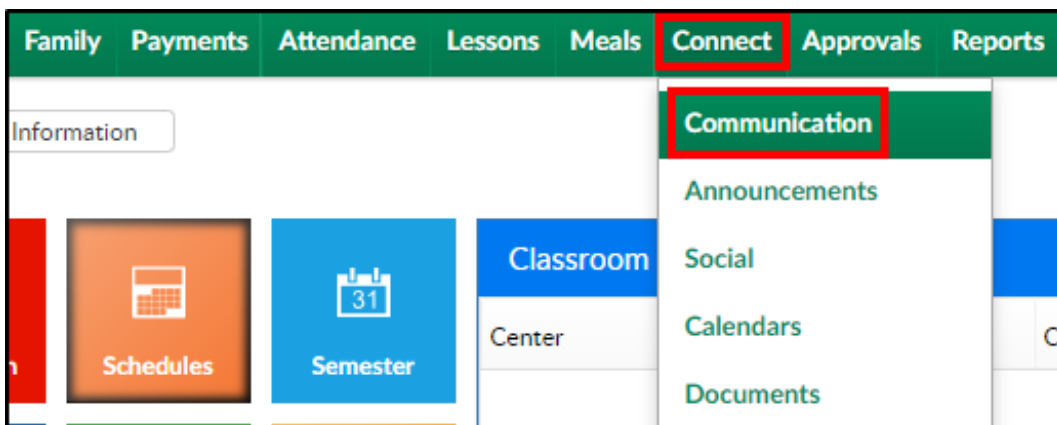 Family Payments Attendance Lessons Meals Connect Approvals Reports
Information
Communication
Announcements
Social
Calendars
Documents
Schedules
31
Semester
Classroom
Center